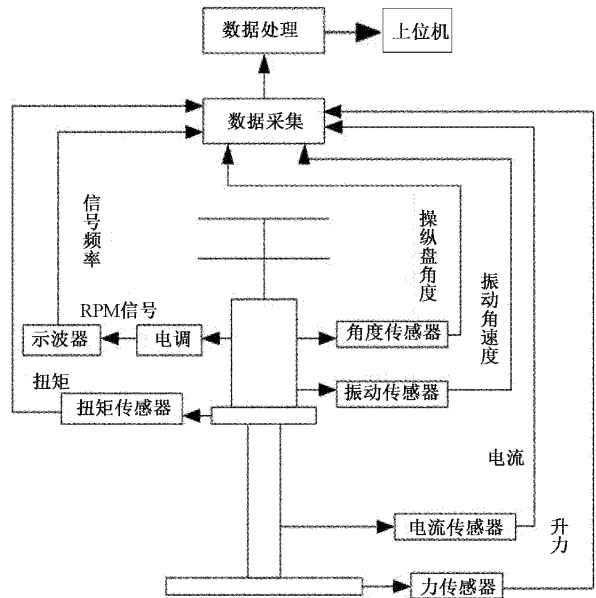 数据处理
上位机
数据采集
信号频率
操纵盘角度
振动角速度
RPM信号
示波器
电调
角度传感器
扭矩
扭矩传感器
振动传感器
电流
电流传感器
升力
力传感器